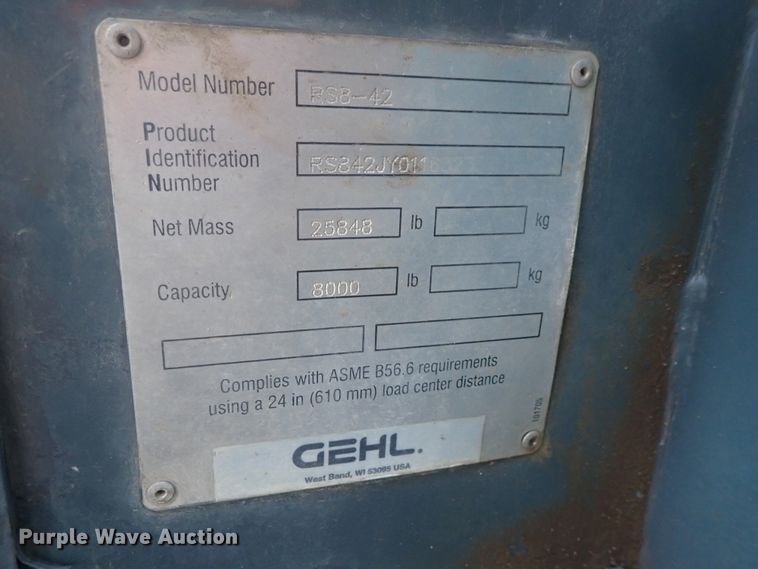 Model Number RS8-42
Product
Identification RS842JY011
Number
Net Mass 25848 lb kg
Capacity 8000 lb kg
Complies with ASME B56.6 requirements
using a 24 in (610 mm) load center distance
GEHL.
West Band, WI 53095 USA
Purple Wave Auction